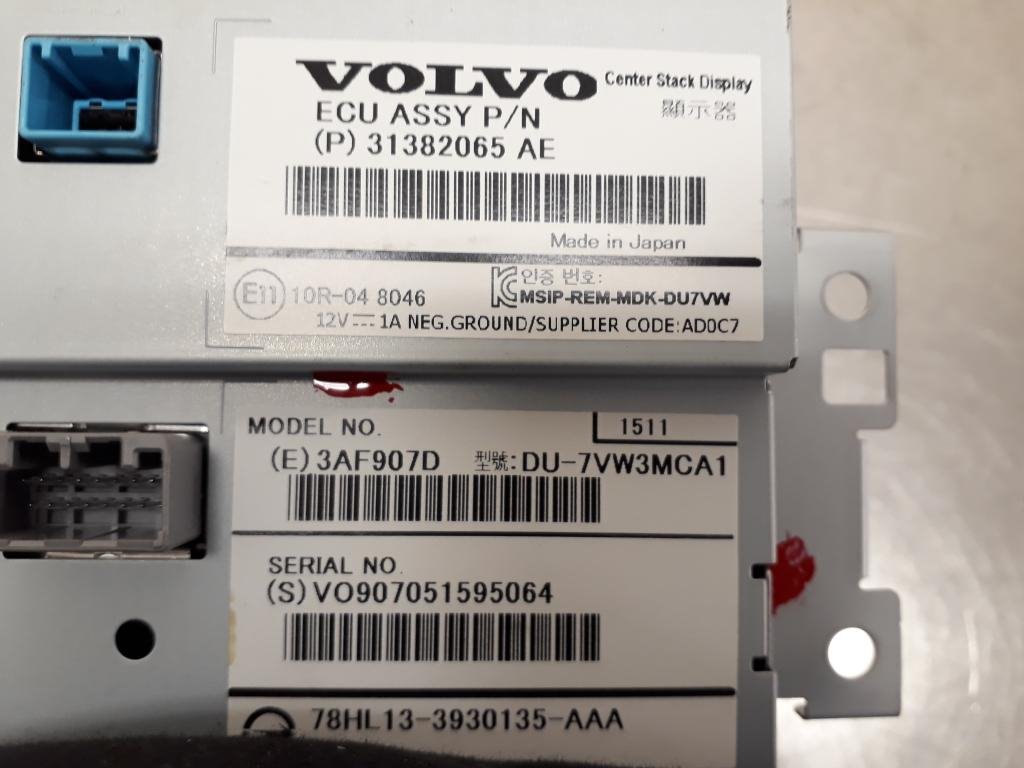 VOLVO Center Stack Display
ECU ASSY P/N 顯示器
(P) 31382065 AE
Made in Japan
E11 10R-04 8046 인증 번호:
MSIP-REM-MDK-DU7VW
12V⎓1A NEG.GROUND/SUPPLIER CODE:AD0C7
MODEL NO. 1511
(E) 3AF907D 型號:DU-7VW3MCA1
SERIAL NO.
(S) VO907051595064
78HL13-3930135-AAA